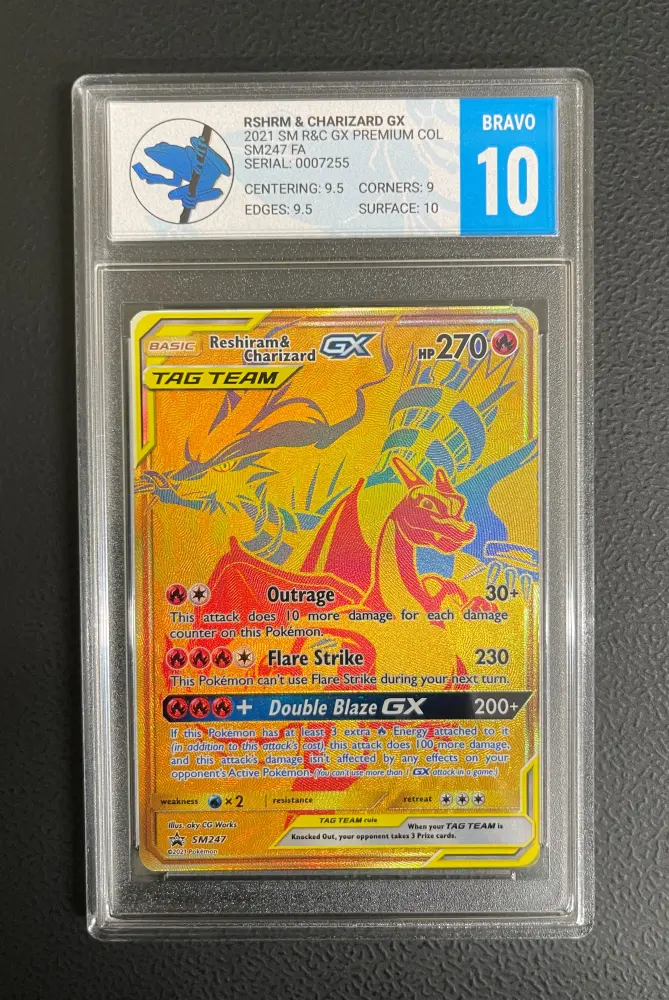 RSHRM & CHARIZARD GX
2021 SM R&C GX PREMIUM COL
SM247 FA
SERIAL: 0007255
CENTERING: 9.5 CORNERS: 9
EDGES: 9.5 SURFACE: 10
BRAVO
10
BASIC Reshiram& Charizard GX HP270
TAG TEAM
Outrage 30+
This attack does 10 more damage for each damage
counter on this Pokémon.
Flare Strike 230
This Pokémon can't use Flare Strike during your next turn.
+ Double Blaze GX 200+
If this Pokémon has at least 3 extra Energy attached to it
(in addition to this attack's cost), this attack does 100 more damage,
and this attack's damage isn't affected by any effects on your
opponent's Active Pokémon. (You can't use more than 1 GX attack in a game.)
weakness ×2 resistance retreat
Illus. aky CG Works
SM247
©2021 Pokémon
TAG TEAM rule When your TAG TEAM is
Knocked Out, your opponent takes 3 Prize cards.